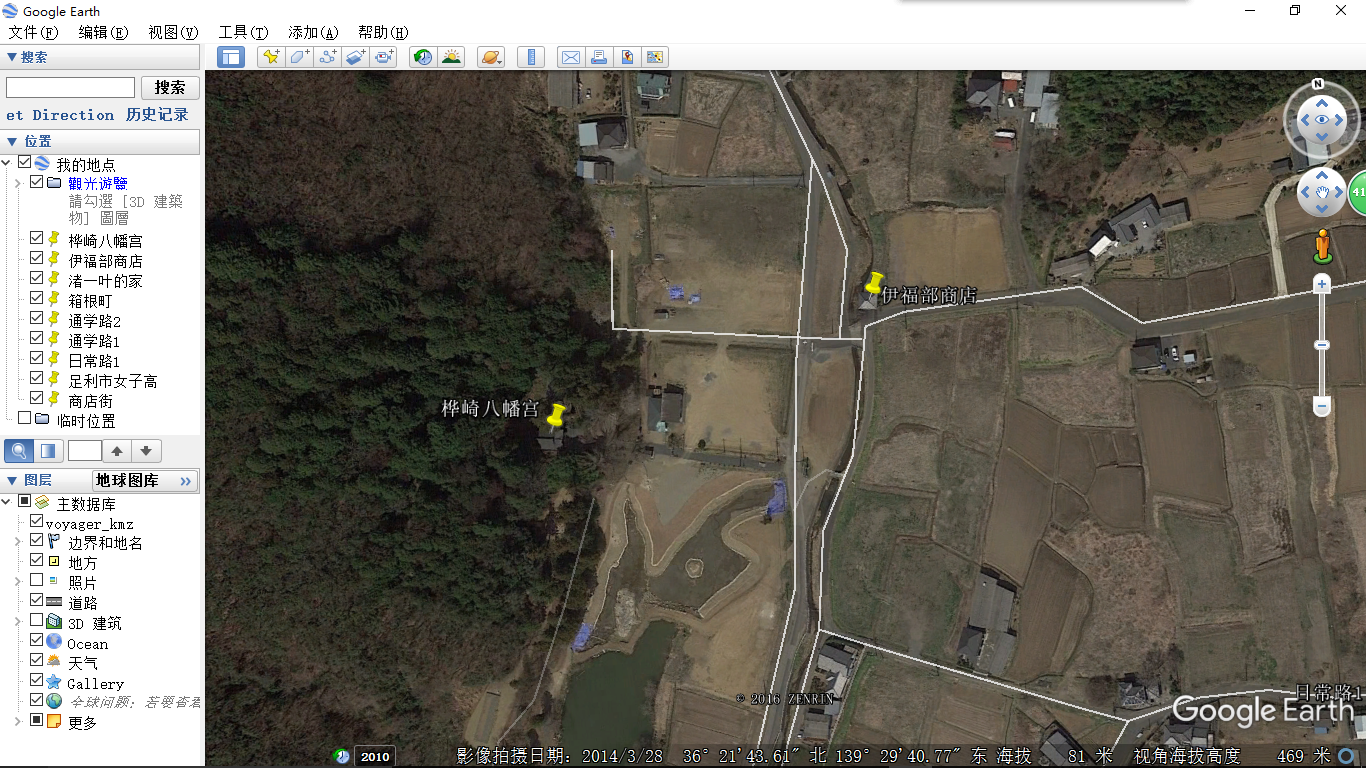 Google Earth
文件(F) 编辑(E) 视图(V) 工具(T) 添加(A) 帮助(H)
搜索
搜索
et Direction 历史记录
位置
我的地点
觀光游覽
請勾選 [3D 建築
物] 圖層
桦崎八幡宫
伊福部商店
渚一叶的家
箱根町
通学路2
通学路1
日常路1
足利市女子高
商店街
临时位置
图层
地球图库 »
主数据库
voyager_kmz
边界和地名
地方
照片
道路
3D 建筑
Ocean
天气
Gallery
更多
N
41
伊福部商店
桦崎八幡宫
© 2016 ZENRIN
日常路1
Google Earth
2010
影像拍摄日期: 2014/3/28 36° 21'43.61" 北 139° 29'40.77" 东 海拔 81 米 视角海拔高度 469 米